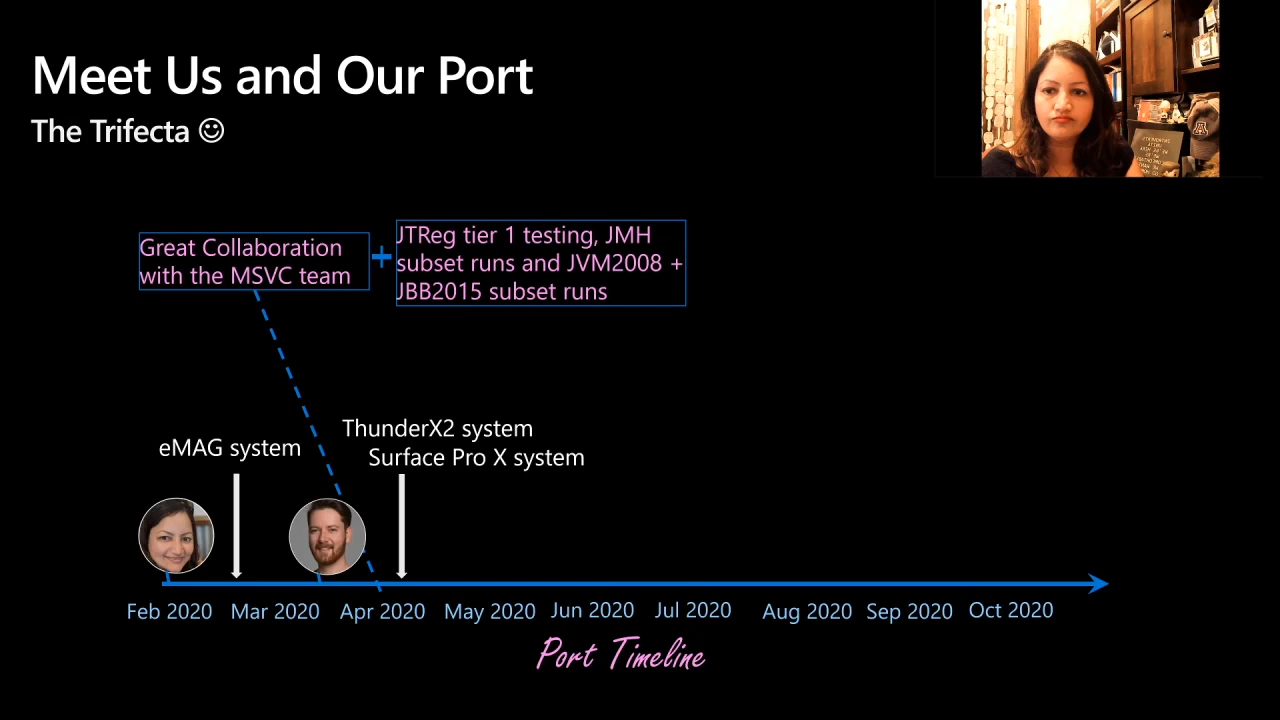 Meet Us and Our Port
The Trifecta ☺
Great Collaboration
with the MSVC team
+
JTReg tier 1 testing, JMH
subset runs and JVM2008 +
JBB2015 subset runs
eMAG system
ThunderX2 system
Surface Pro X system
Feb 2020 Mar 2020 Apr 2020 May 2020 Jun 2020 Jul 2020 Aug 2020 Sep 2020 Oct 2020
Port Timeline